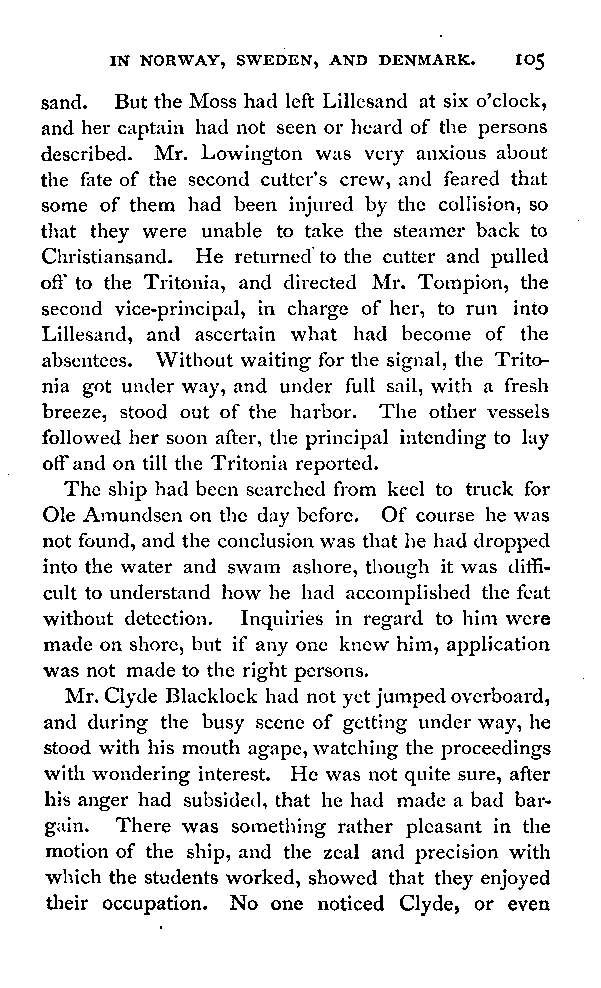 IN NORWAY, SWEDEN, AND DENMARK. 105
sand. But the Moss had left Lillesand at six o'clock,
and her captain had not seen or heard of the persons
described. Mr. Lowington was very anxious about
the fate of the second cutter's crew, and feared that
some of them had been injured by the collision, so
that they were unable to take the steamer back to
Christiansand. He returned to the cutter and pulled
off to the Tritonia, and directed Mr. Tompion, the
second vice-principal, in charge of her, to run into
Lillesand, and ascertain what had become of the
absentees. Without waiting for the signal, the Trito-
nia got under way, and under full sail, with a fresh
breeze, stood out of the harbor. The other vessels
followed her soon after, the principal intending to lay
off and on till the Tritonia reported.
The ship had been searched from keel to truck for
Ole Amundsen on the day before. Of course he was
not found, and the conclusion was that he had dropped
into the water and swam ashore, though it was diffi-
cult to understand how he had accomplished the feat
without detection. Inquiries in regard to him were
made on shore, but if any one knew him, application
was not made to the right persons.
Mr. Clyde Blacklock had not yet jumped overboard,
and during the busy scene of getting under way, he
stood with his mouth agape, watching the proceedings
with wondering interest. He was not quite sure, after
his anger had subsided, that he had made a bad bar-
gain. There was something rather pleasant in the
motion of the ship, and the zeal and precision with
which the students worked, showed that they enjoyed
their occupation. No one noticed Clyde, or even